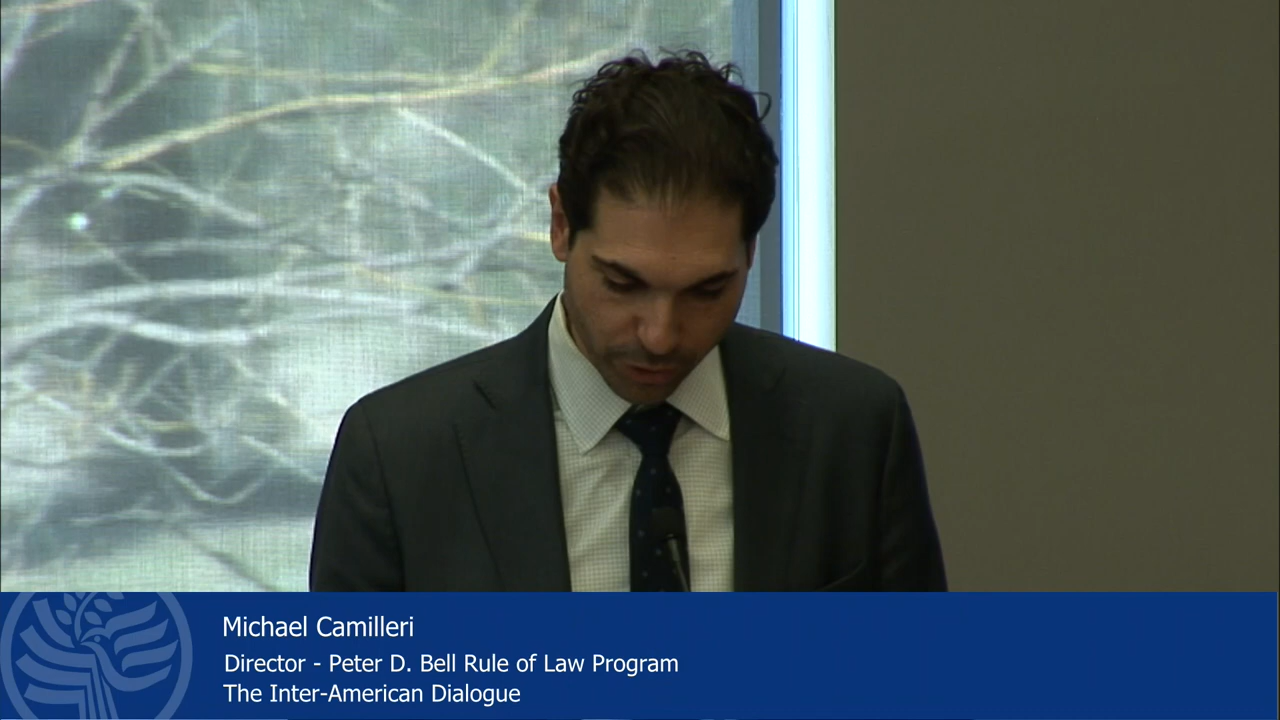 Michael Camilleri
Director - Peter D. Bell Rule of Law Program
The Inter-American Dialogue